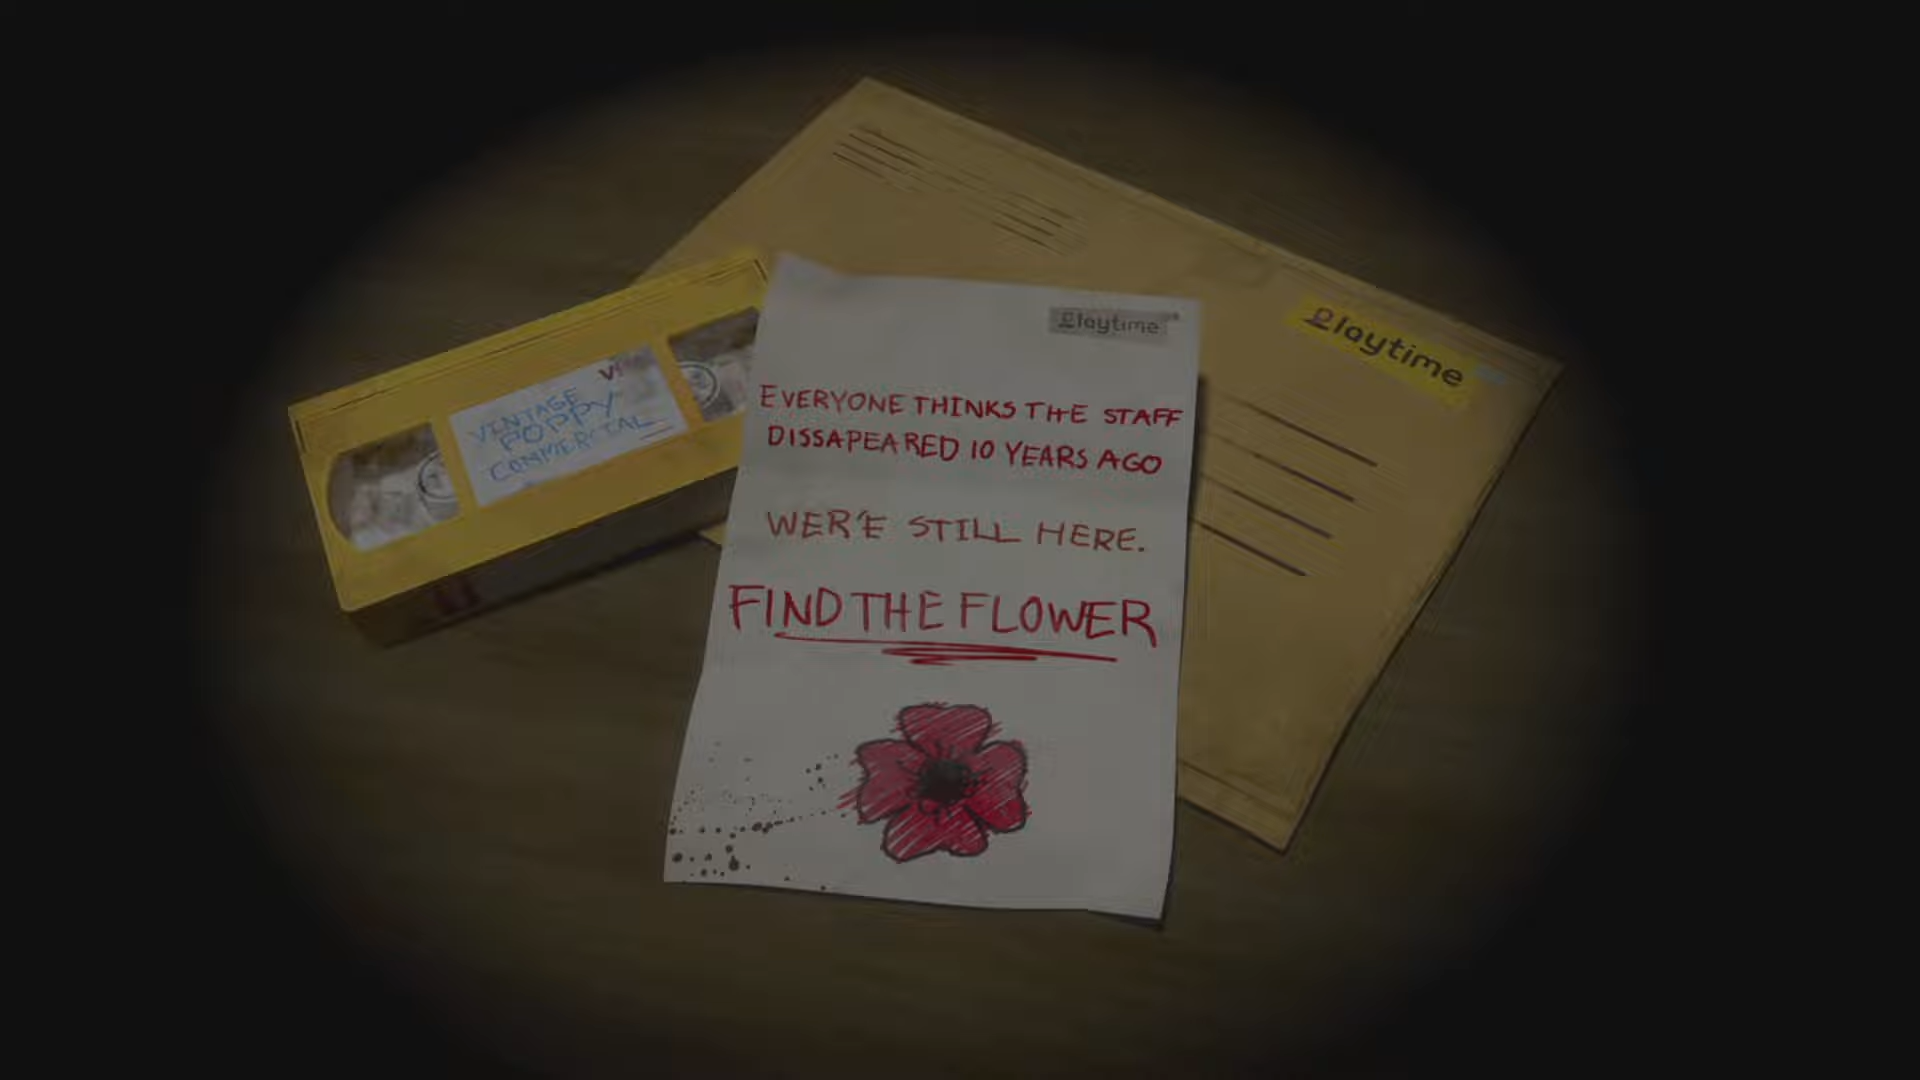 Playtime
Playtime
VINTAGE
POPPY
COMMERCIAL
EVERYONE THINKS THE STAFF
DISSAPEARED 10 YEARS AGO
WER'E STILL HERE.
FIND THE FLOWER